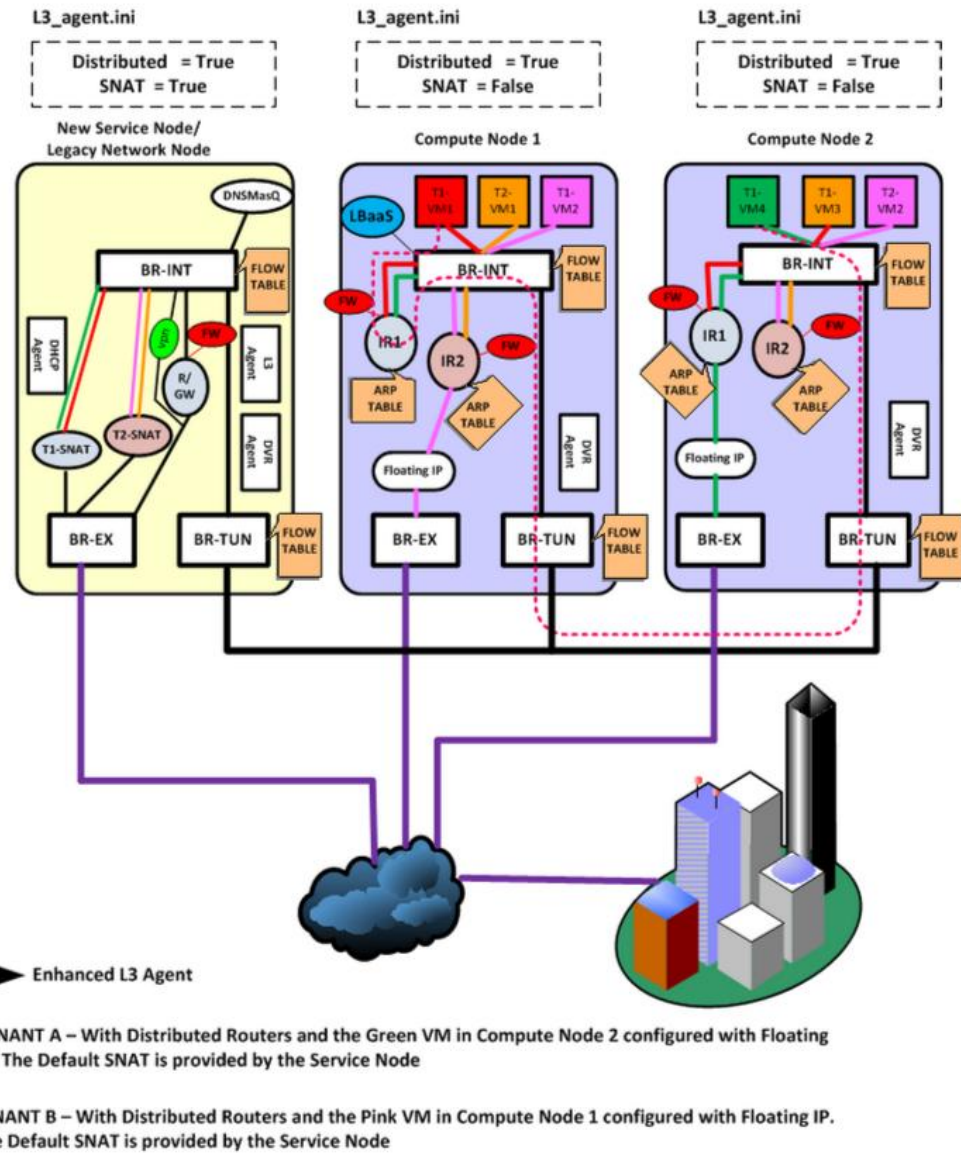 L3_agent.ini
L3_agent.ini
L3_agent.ini
Distributed = True
SNAT = True
Distributed = True
SNAT = False
Distributed = True
SNAT = False
New Service Node/
Legacy Network Node
Compute Node 1
Compute Node 2
DNSMasQ
BR-INT
FLOW
TABLE
DHCP
Agent
vpn
FW
L3
Agent
R/
GW
T1-SNAT
T2-SNAT
DVR
Agent
BR-EX
BR-TUN
FLOW
TABLE
LBaaS
T1-
VM1
T2-
VM1
T1-
VM2
BR-INT
FLOW
TABLE
FW
IR1
IR2
FW
ARP
TABLE
ARP
TABLE
DVR
Agent
Floating IP
BR-EX
BR-TUN
FLOW
TABLE
T1-
VM4
T1-
VM3
T2-
VM2
BR-INT
FLOW
TABLE
FW
IR1
IR2
FW
ARP
TABLE
ARP
TABLE
DVR
Agent
Floating IP
BR-EX
BR-TUN
FLOW
TABLE
Enhanced L3 Agent
NANT A – With Distributed Routers and the Green VM in Compute Node 2 configured with Floating
The Default SNAT is provided by the Service Node
NANT B – With Distributed Routers and the Pink VM in Compute Node 1 configured with Floating IP.
e Default SNAT is provided by the Service Node